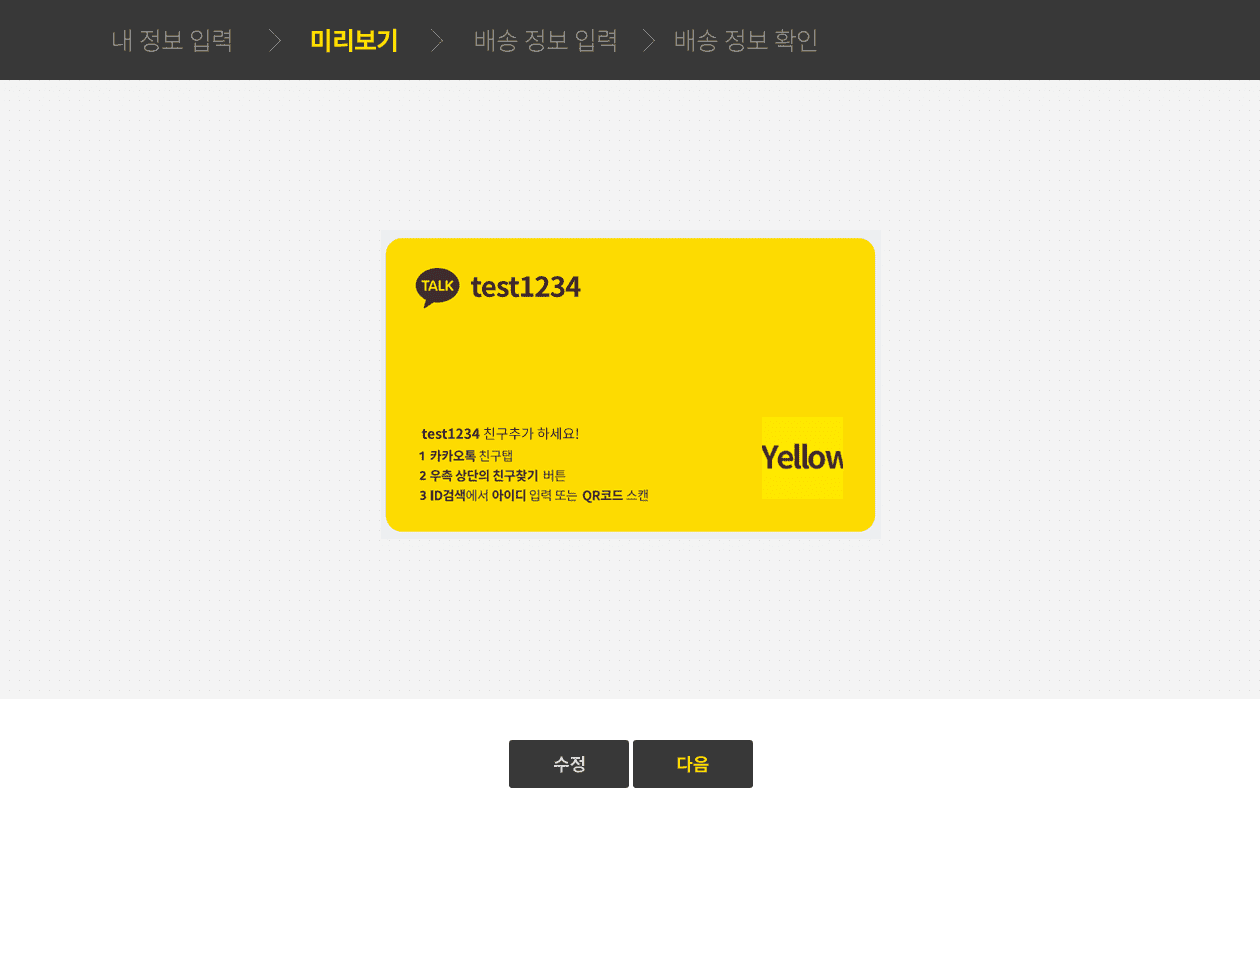 내 정보 입력 미리보기 배송 정보 입력 배송 정보 확인
TALK test1234
test1234 친구추가 하세요!
1 카카오톡 친구탭
2 우측 상단의 친구찾기 버튼
3 ID검색에서 아이디 입력 또는 QR코드 스캔
Yellow
수정 다음